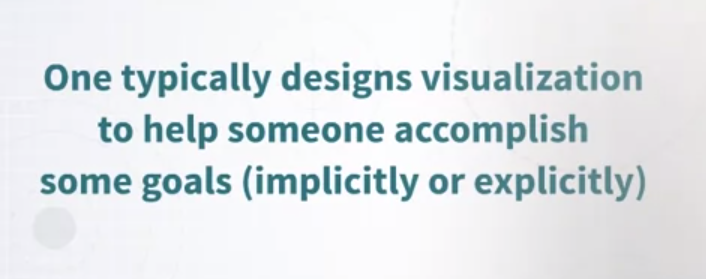 One typically designs visualization
to help someone accomplish
some goals (implicitly or explicitly)